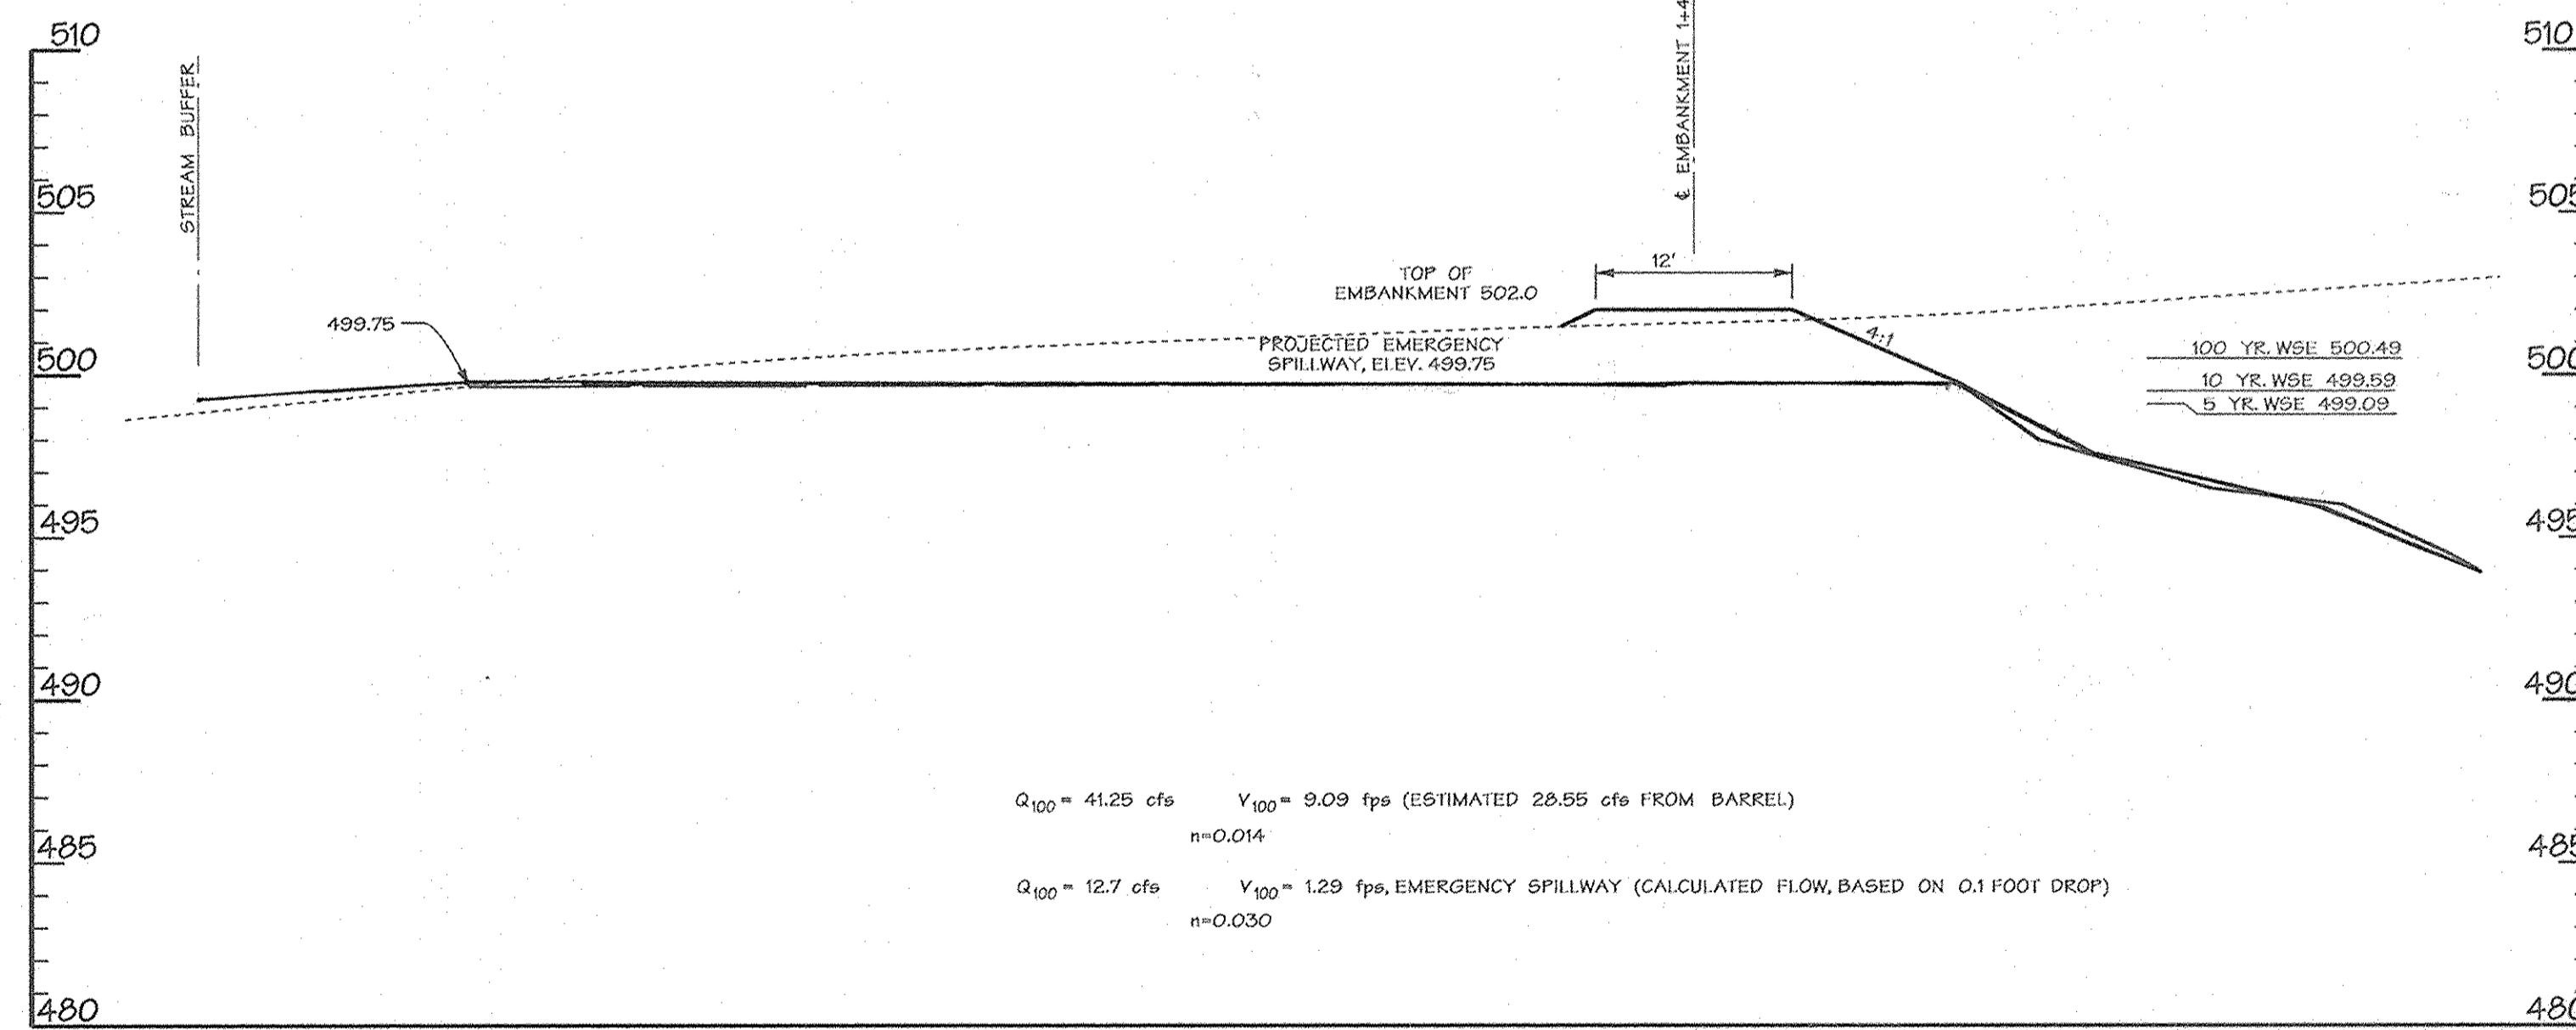 510
505
500
495
490
485
480
STREAM BUFFER
499.75
TOP OF
EMBANKMENT 502.0
12'
℄ EMBANKMENT 1+4
PROJECTED EMERGENCY
SPILLWAY, ELEV. 499.75
4:1
100 YR. WSE 500.49
10 YR. WSE 499.59
5 YR. WSE 499.09
Q100 = 41.25 cfs V100 = 9.09 fps (ESTIMATED 28.55 cfs FROM BARREL)
n=0.014
Q100 = 12.7 cfs V100 = 1.29 fps, EMERGENCY SPILLWAY (CALCULATED FLOW, BASED ON 0.1 FOOT DROP)
n=0.030
510
505
500
495
490
485
480